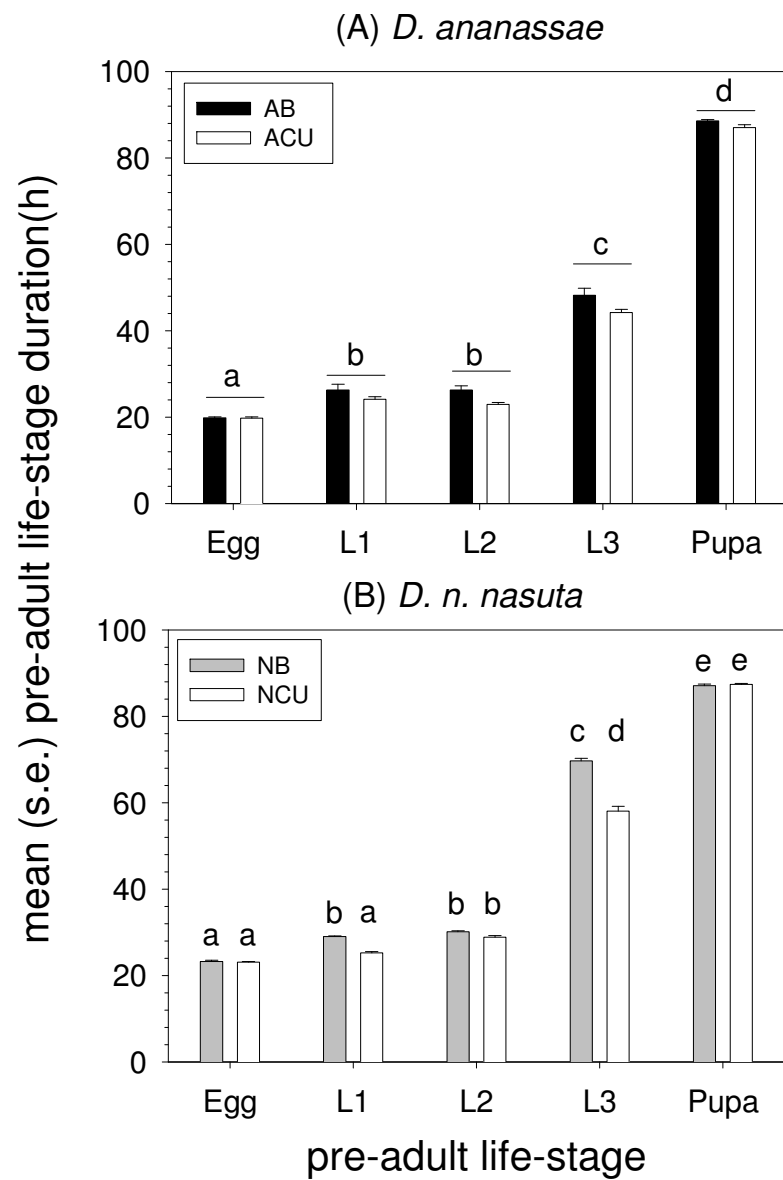 (A) D. ananassae
100
AB
d
ACU
80
60
c
40
b
b
a
20
0
Egg L1 L2 L3 Pupa
(B) D. n. nasuta
100
NB
e e
NCU
80
c d
60
40
b a
b b
a a
20
0
Egg L1 L2 L3 Pupa
pre-adult life-stage
mean (s.e.) pre-adult life-stage duration(h)